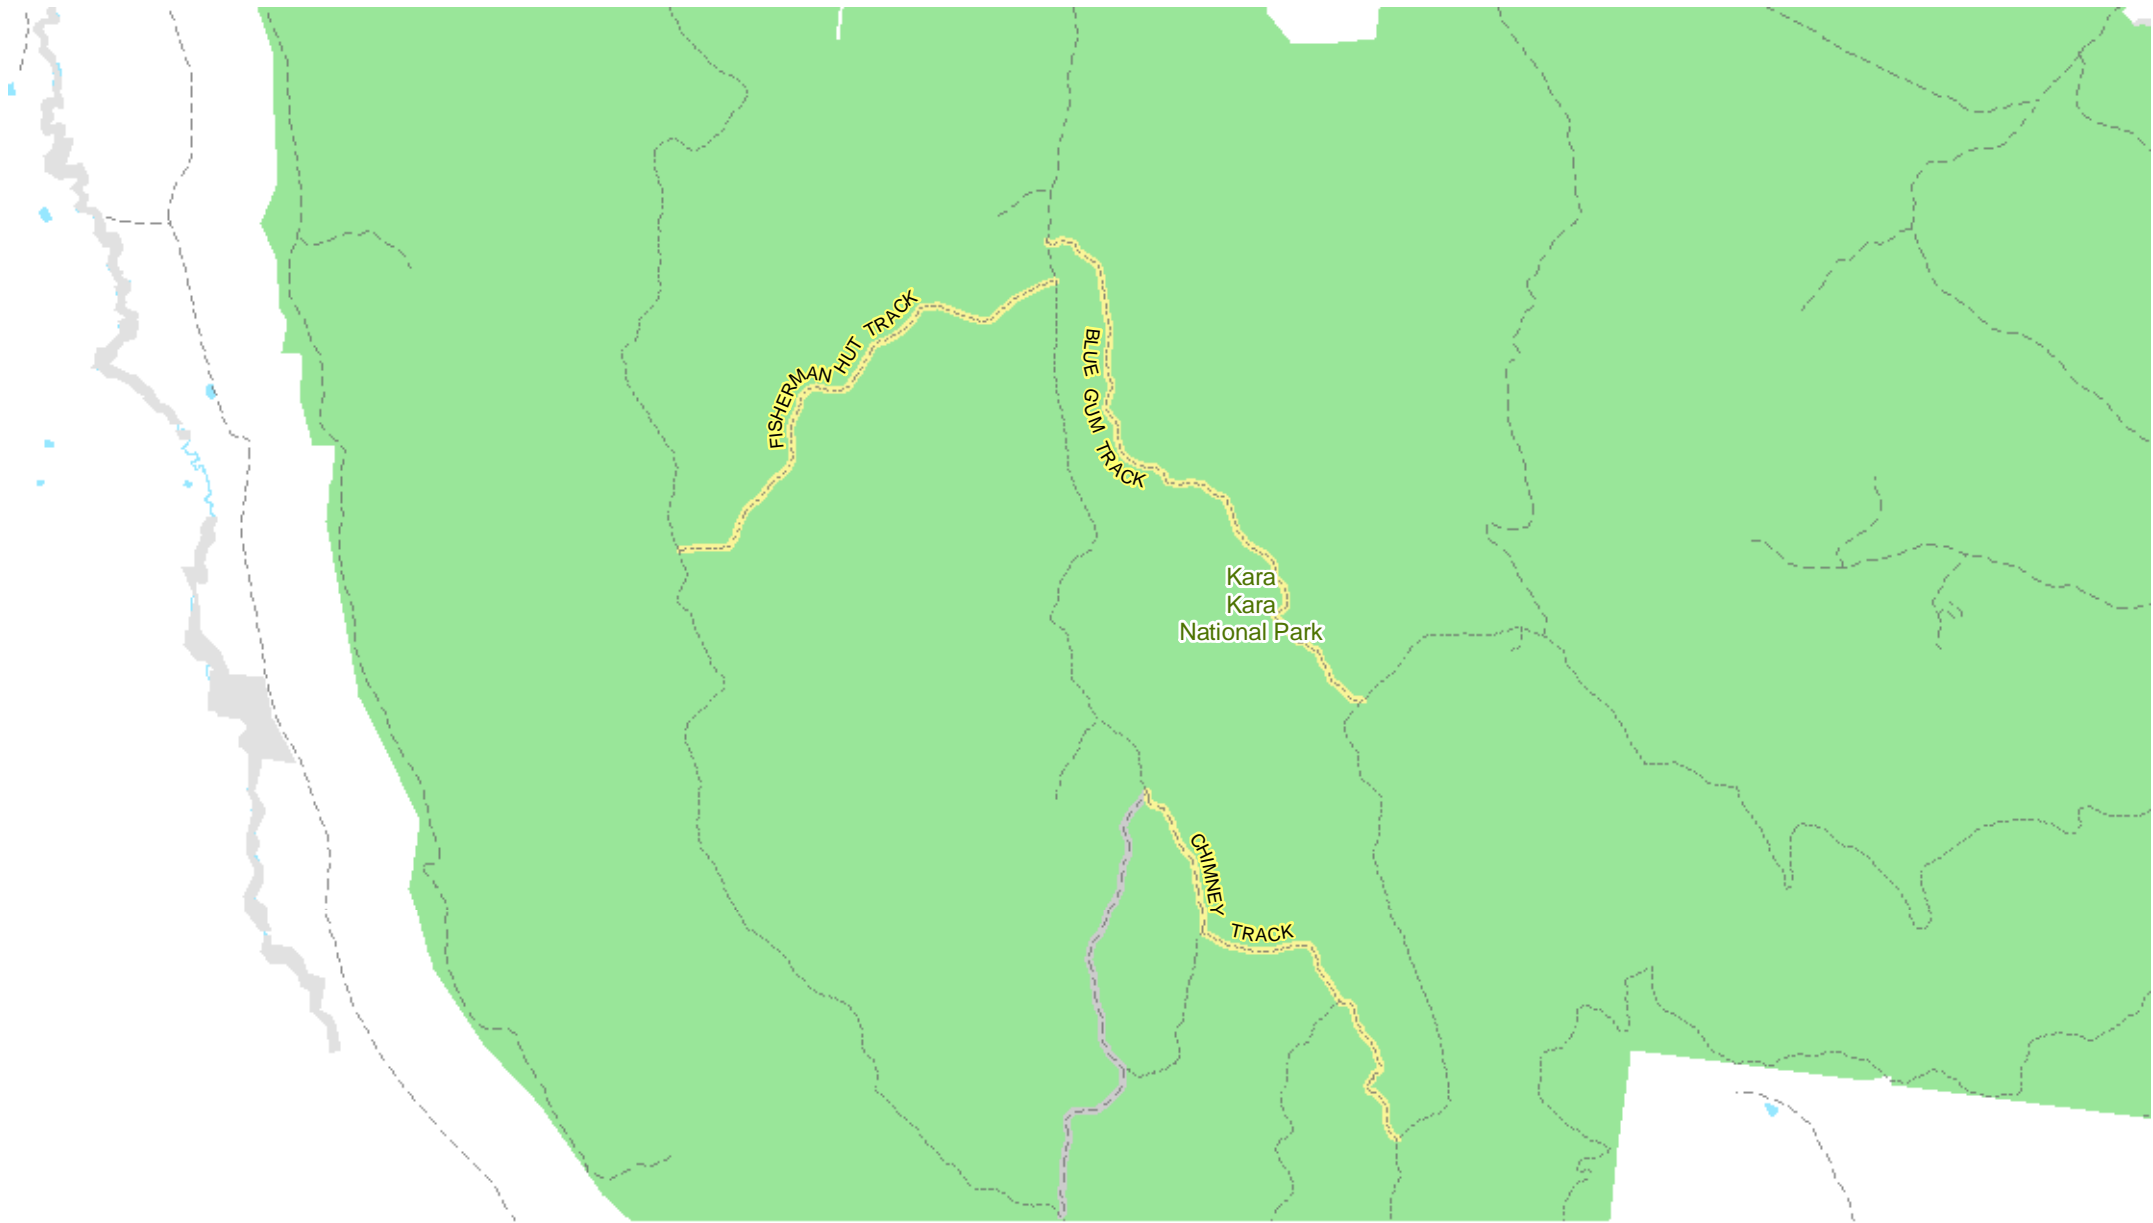 FISHERMAN HUT TRACK
BLUE GUM TRACK
Kara
Kara
National Park
CHIMNEY TRACK